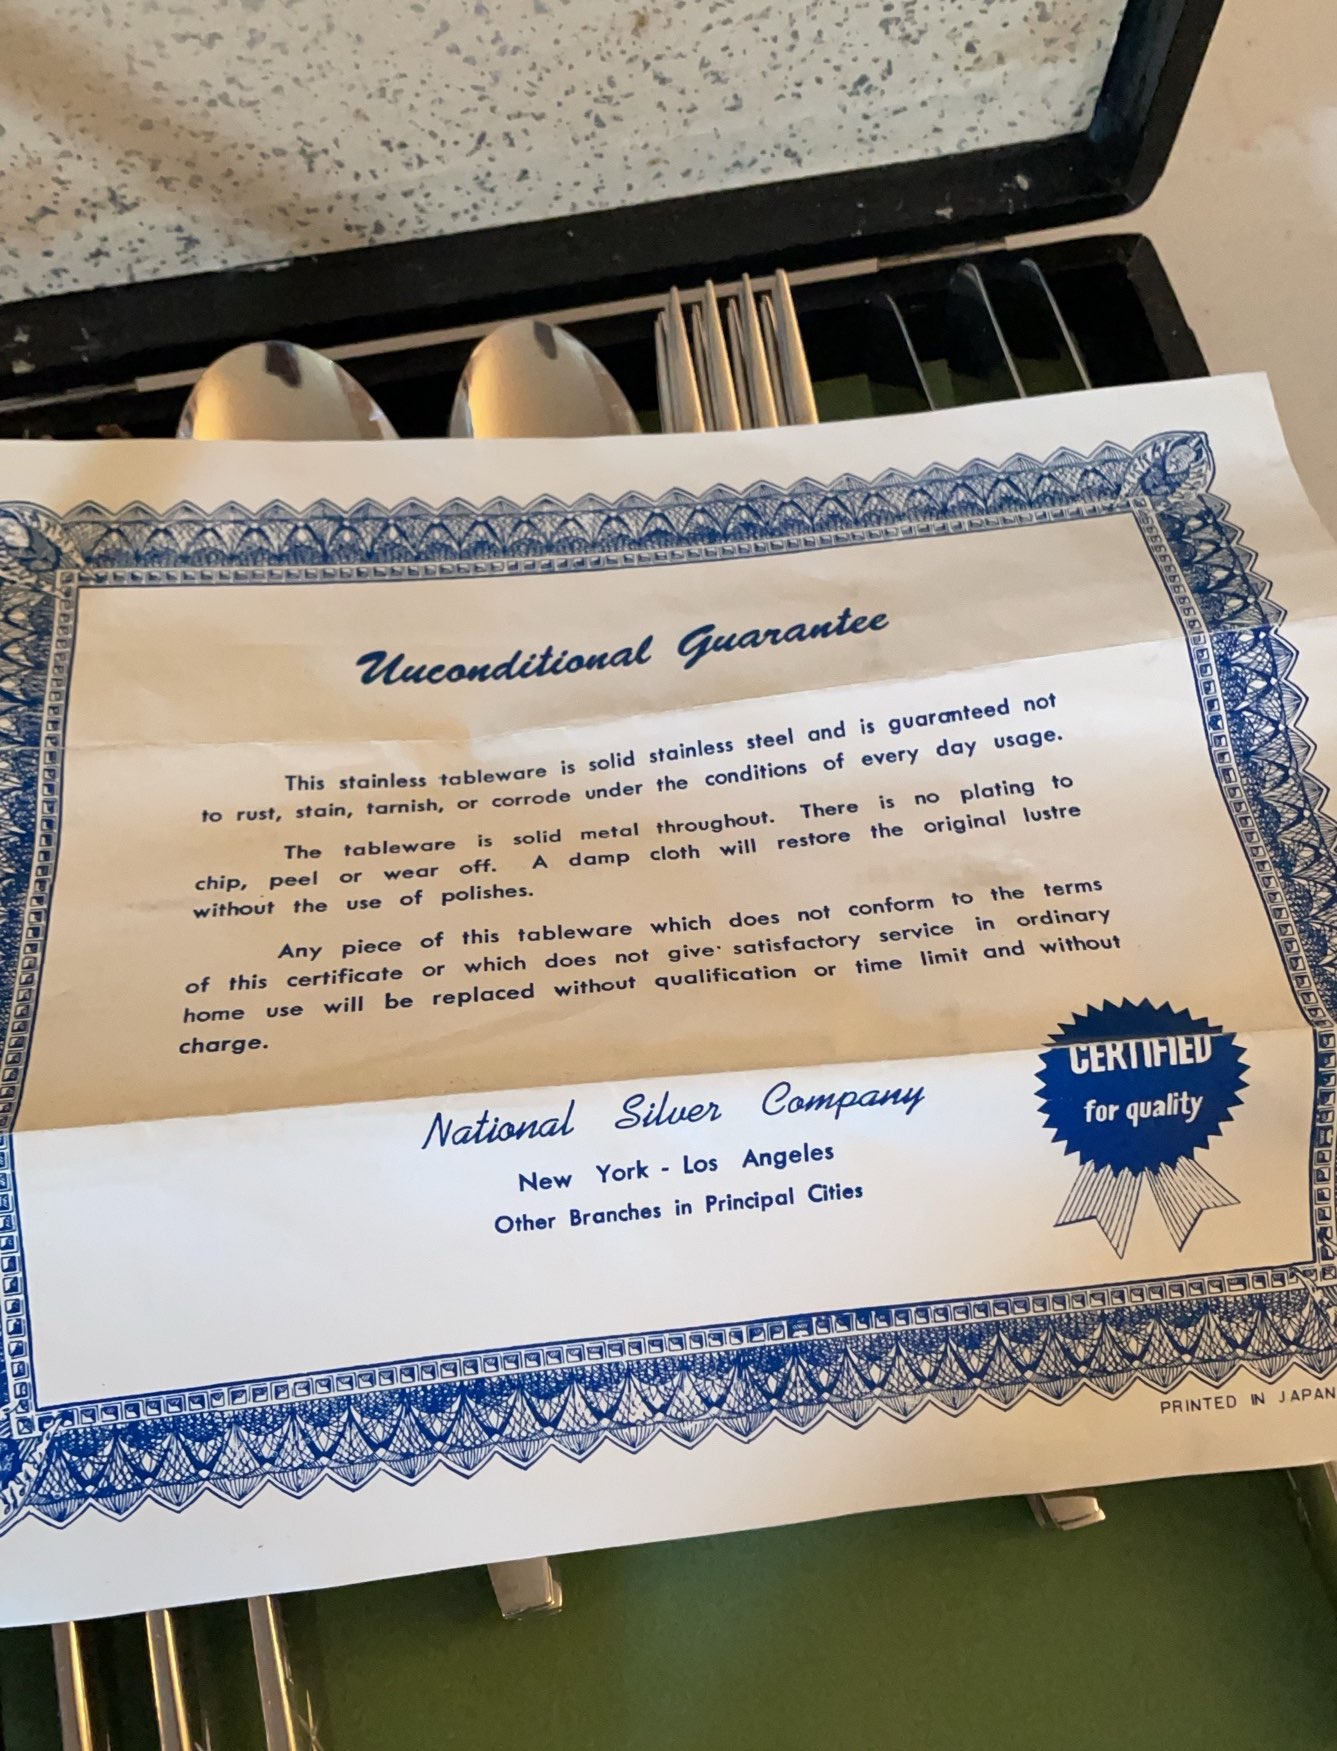 Unconditional Guarantee
This stainless tableware is solid stainless steel and is guaranteed not
to rust, stain, tarnish, or corrode under the conditions of every day usage.
The tableware is solid metal throughout. There is no plating to
chip, peel or wear off. A damp cloth will restore the original lustre
without the use of polishes.
Any piece of this tableware which does not conform to the terms
of this certificate or which does not give satisfactory service in ordinary
home use will be replaced without qualification or time limit and without
charge.
National Silver Company
New York - Los Angeles
Other Branches in Principal Cities
CERTIFIED
for quality
PRINTED IN JAPAN